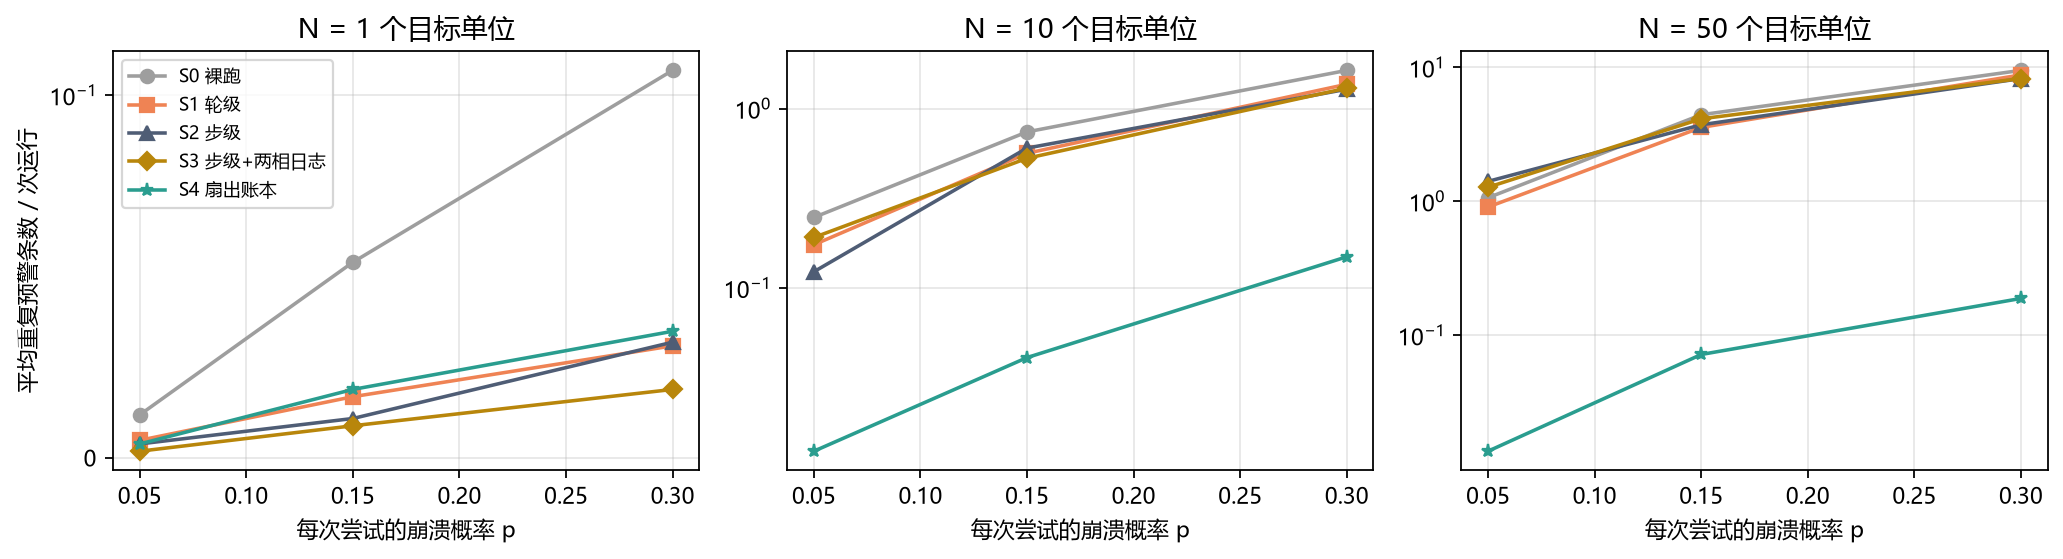 N = 1 个目标单位
平均重复预警条数 / 次运行
10⁻¹
0
S0 裸跑
S1 轮级
S2 步级
S3 步级+两相日志
S4 扇出账本
0.05 0.10 0.15 0.20 0.25 0.30
每次尝试的崩溃概率 p
N = 10 个目标单位
10⁰
10⁻¹
0.05 0.10 0.15 0.20 0.25 0.30
每次尝试的崩溃概率 p
N = 50 个目标单位
10¹
10⁰
10⁻¹
0.05 0.10 0.15 0.20 0.25 0.30
每次尝试的崩溃概率 p